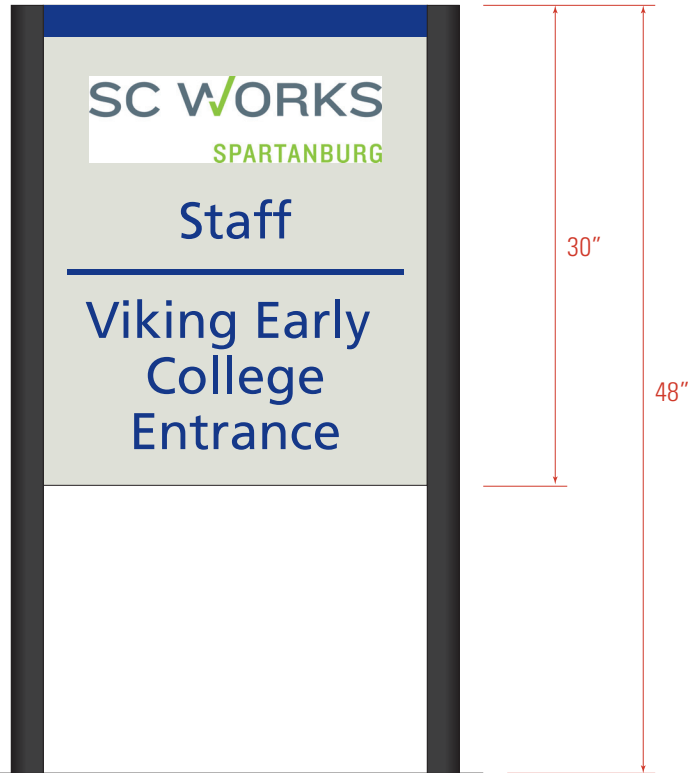 SC WORKS
SPARTANBURG
Staff
Viking Early
College
Entrance
30"
48"